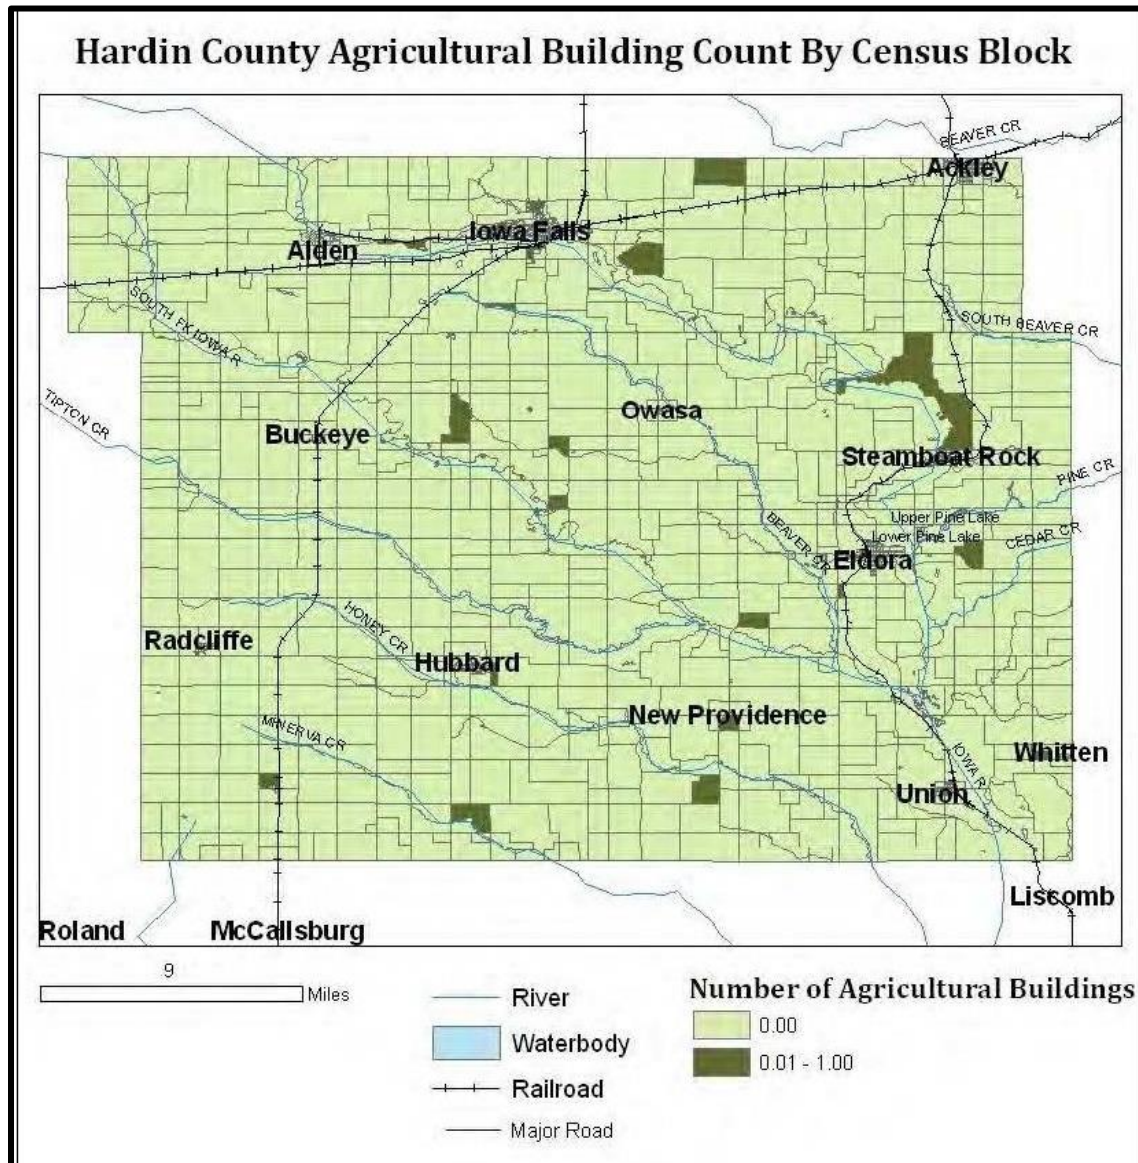 Hardin County Agricultural Building Count By Census Block
BEAVER CR
Ackley
Iowa Falls
Alden
SOUTH FK IOWA R
SOUTH BEAVER CR
TIPTON CR
Owasa
Buckeye
Steamboat Rock
PINE CR
Upper Pine Lake
BEAVER CR
Lower Pine Lake
CEDAR CR
Eldora
HONEY CR
Radcliffe
Hubbard
New Providence
MINERVA CR
IOWA R
Whitten
Union
Liscomb
Roland
McCallsburg
9
Miles
River
Waterbody
Railroad
Major Road
Number of Agricultural Buildings
0.00
0.01 - 1.00